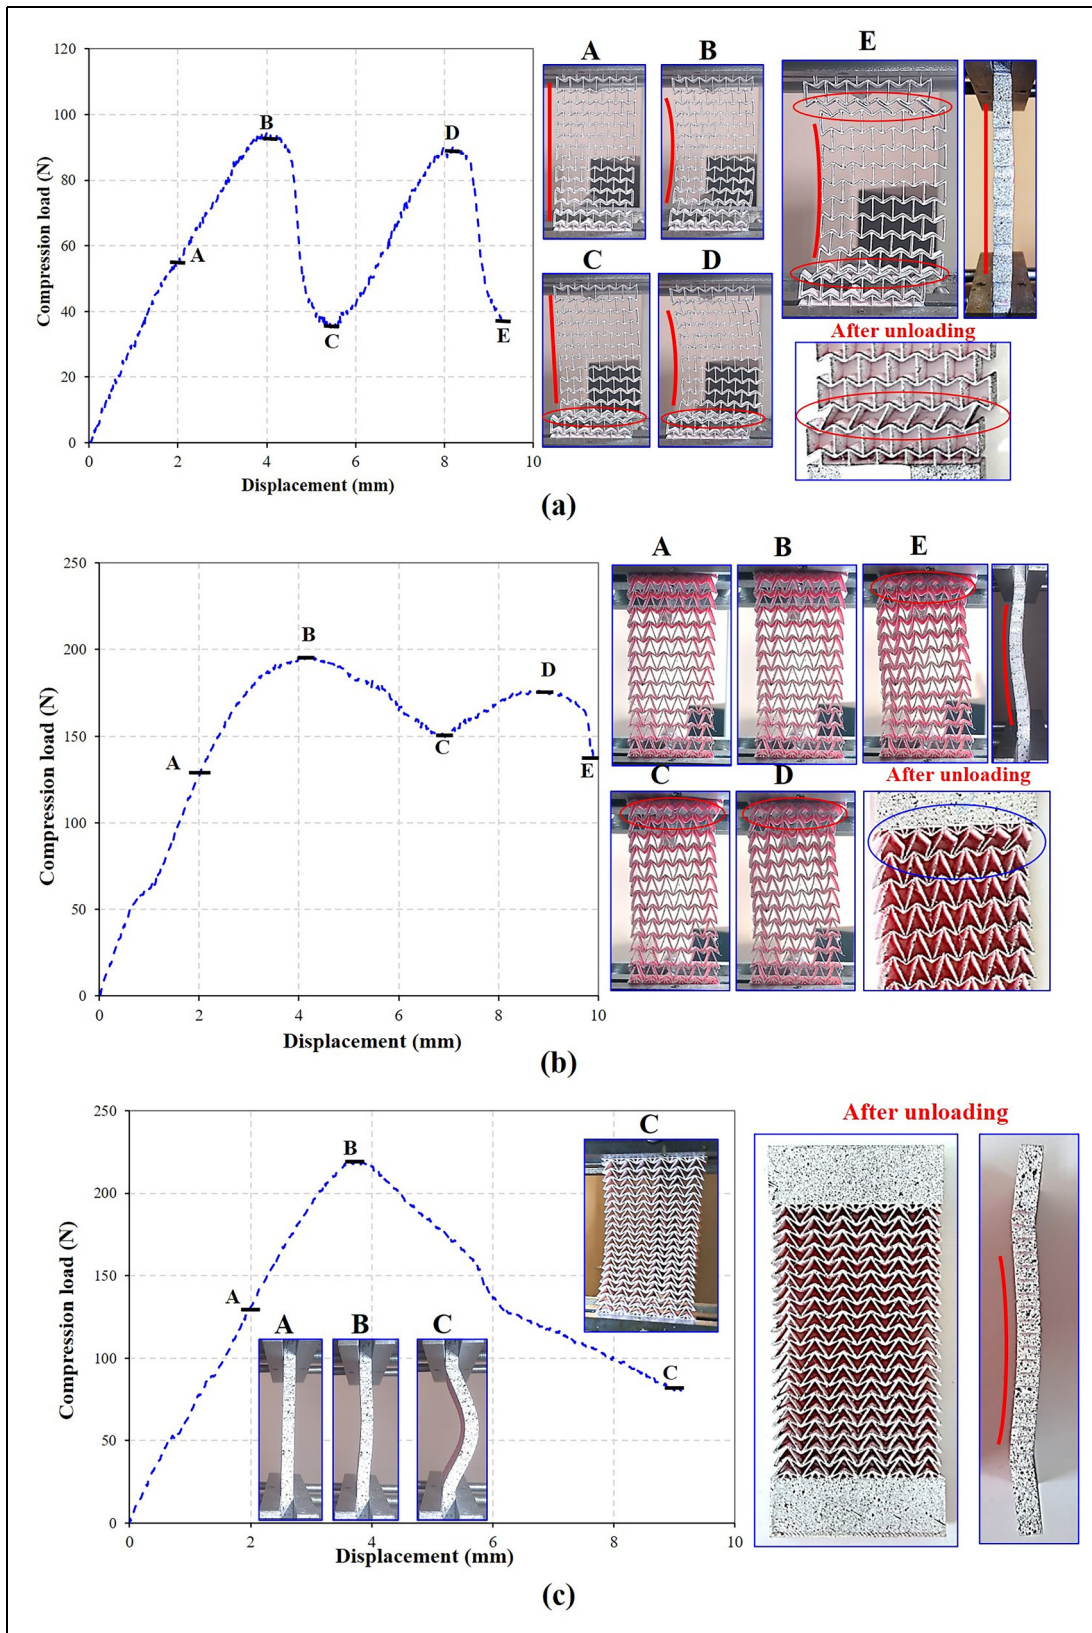 A
B
E
120
100
80
60
40
20
0
Compression load (N)
B
D
A
C
E
0
2
4
6
8
10
Displacement (mm)
C
D
After unloading
(a)
A
B
E
250
200
150
100
50
0
Compression load (N)
B
D
A
C
E
0
2
4
6
8
10
Displacement (mm)
C
D
After unloading
(b)
After unloading
250
200
150
100
50
0
Compression load (N)
B
A
C
C
A
B
C
0
2
4
6
8
10
Displacement (mm)
(c)